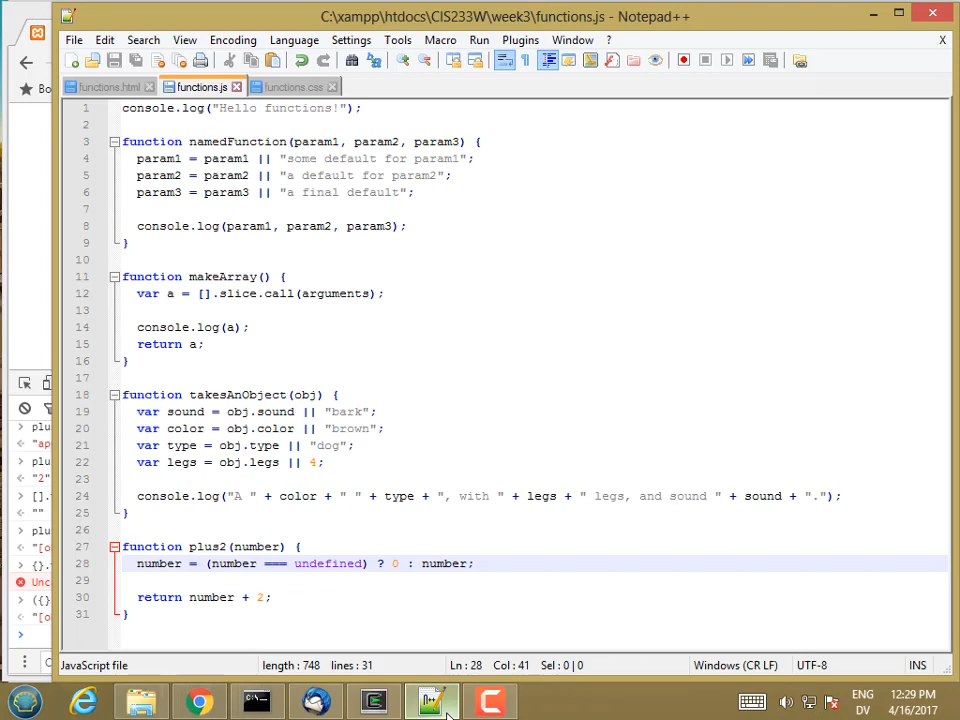 C:\xampp\htdocs\CIS233W\week3\functions.js - Notepad++
File Edit Search View Encoding Language Settings Tools Macro Run Plugins Window ? X
Bo
functions.html functions.js functions.css
1 console.log("Hello functions!");
2
3 function namedFunction(param1, param2, param3) {
4 param1 = param1 || "some default for param1";
5 param2 = param2 || "a default for param2";
6 param3 = param3 || "a final default";
7
8 console.log(param1, param2, param3);
9 }
10
11 function makeArray() {
12 var a = [].slice.call(arguments);
13
14 console.log(a);
15 return a;
16 }
17
18 function takesAnObject(obj) {
19 var sound = obj.sound || "bark";
20 var color = obj.color || "brown";
21 var type = obj.type || "dog";
22 var legs = obj.legs || 4;
23
24 console.log("A " + color + " " + type + ", with " + legs + " legs, and sound " + sound + ".");
25 }
26
27 function plus2(number) {
28 number = (number === undefined) ? 0 : number;
29
30 return number + 2;
31 }
> plu
"ap
> plu
"2"
> [].
""
> plu
"[o
> {}.
Unc
> ({}
"[o
>
JavaScript file length : 748 lines : 31 Ln : 28 Col : 41 Sel : 0 | 0 Windows (CR LF) UTF-8 INS
ENG
DV
12:29 PM
4/16/2017